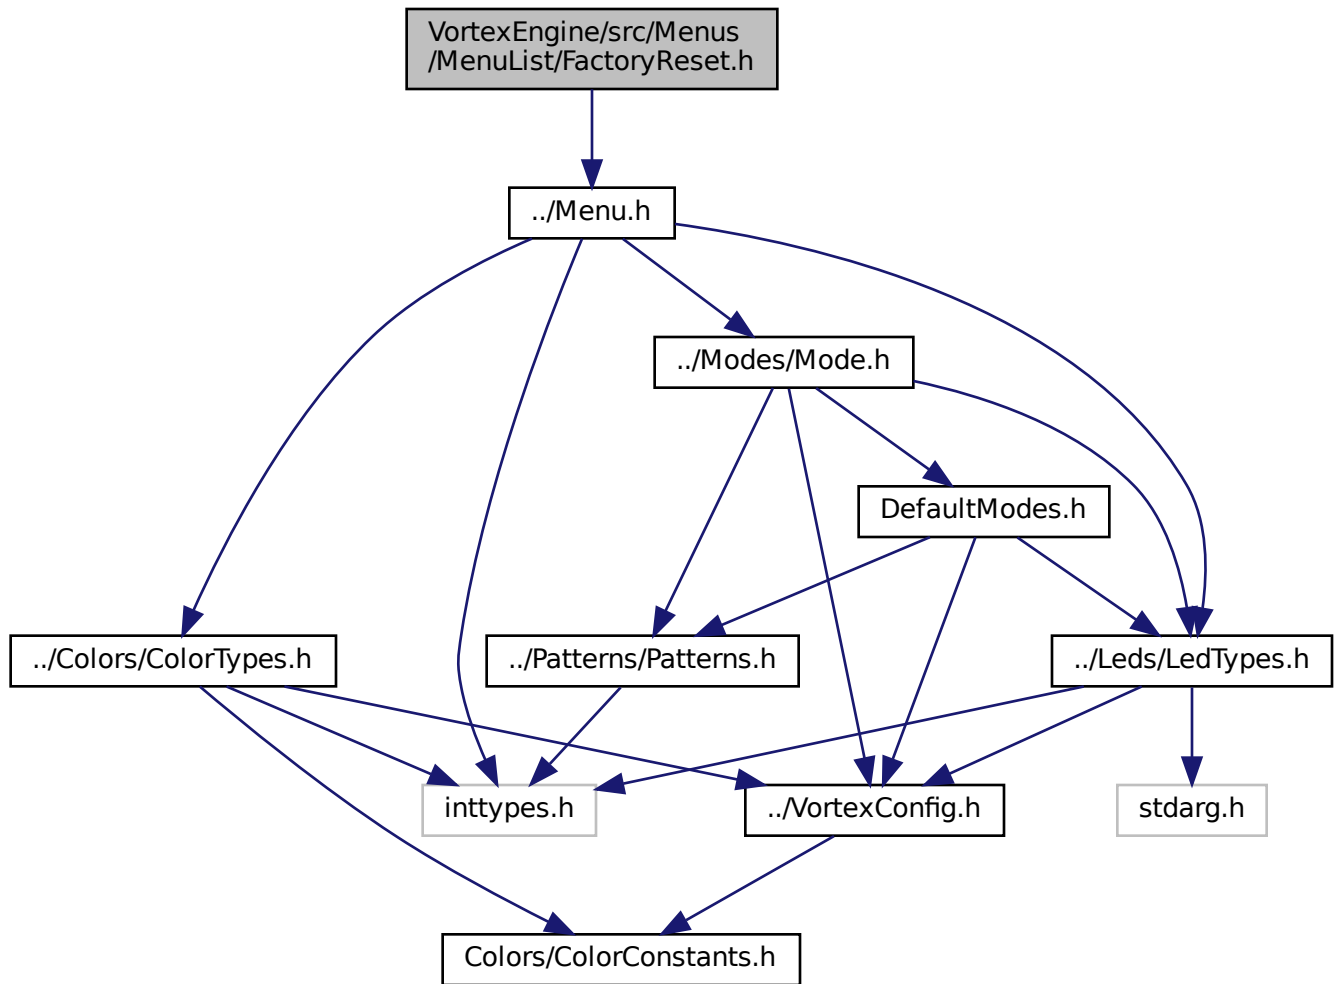 VortexEngine/src/Menus
/MenuList/FactoryReset.h
../Menu.h
../Modes/Mode.h
DefaultModes.h
../Colors/ColorTypes.h
../Patterns/Patterns.h
../Leds/LedTypes.h
inttypes.h
../VortexConfig.h
stdarg.h
Colors/ColorConstants.h